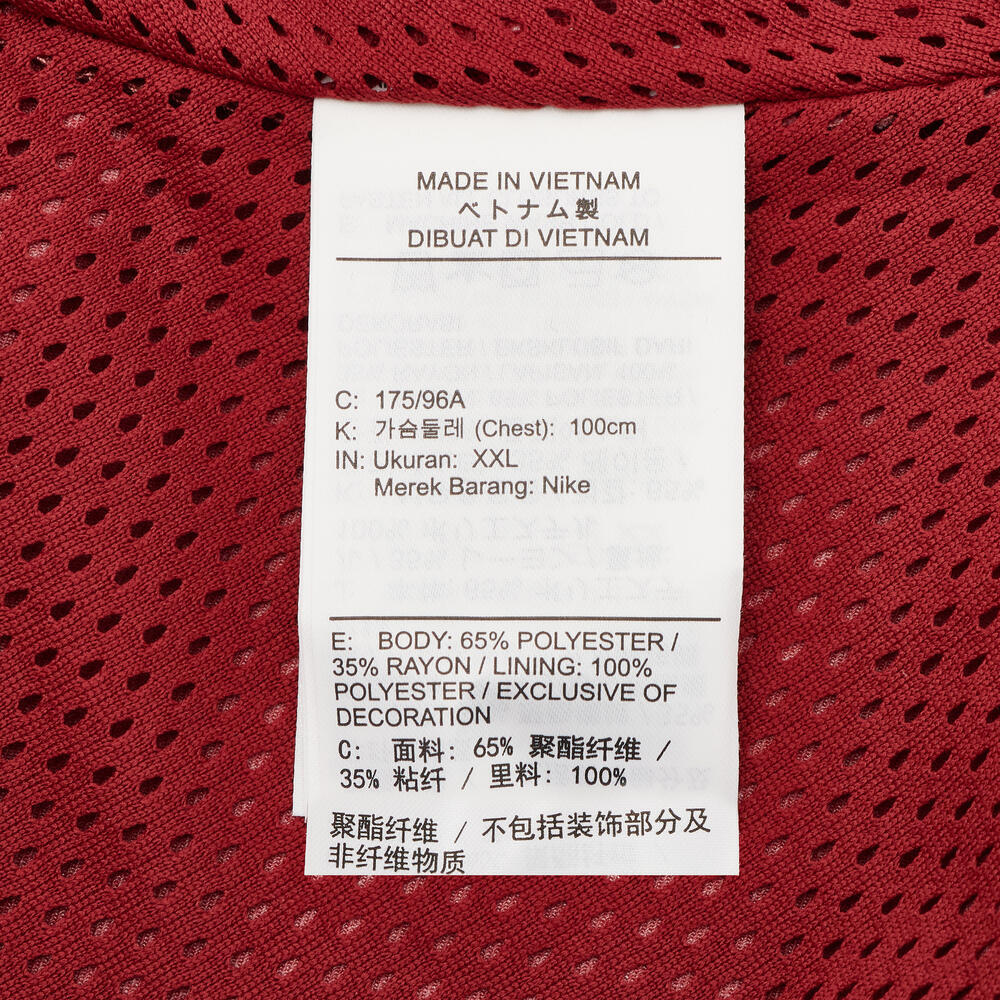 MADE IN VIETNAM
ベトナム製
DIBUAT DI VIETNAM
C: 175/96A
K: 가슴둘레 (Chest): 100cm
IN: Ukuran: XXL
Merek Barang: Nike
E: BODY: 65% POLYESTER /
35% RAYON / LINING: 100%
POLYESTER / EXCLUSIVE OF
DECORATION
C: 面料: 65% 聚酯纤维 /
35% 粘纤 / 里料: 100%
聚酯纤维 / 不包括装饰部分及
非纤维物质